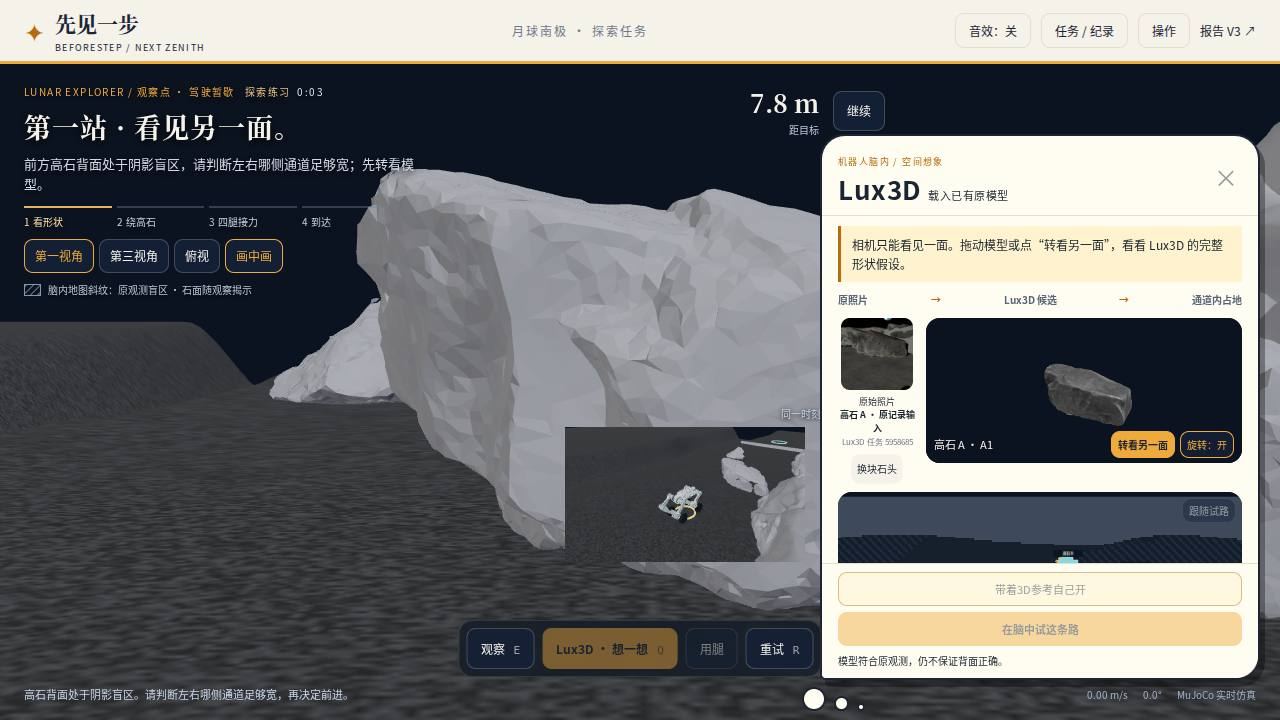 ✦ 先见一步
BEFORESTEP / NEXT ZENITH
月球南极 · 探索任务
音效：关
任务 / 纪录
操作
报告 V3 ↗
LUNAR EXPLORER / 观察点 · 驾驶暂歇 探索练习 0:03
第一站 · 看见另一面。
前方高石背面处于阴影盲区，请判断左右哪侧通道足够宽；先转看模
型。
1 看形状
2 绕高石
3 四腿接力
4 到达
第一视角
第三视角
俯视
画中画
脑内地图斜纹：原观测盲区 · 石面随观察揭示
7.8 m
距目标
继续
机器人脑内 / 空间想象
Lux3D 载入已有原模型
相机只能看见一面。拖动模型或点“转看另一面”，看看 Lux3D 的完整
形状假设。
原照片 → Lux3D 候选 → 通道内占地
原始照片
高石 A · 原记录输
入
Lux3D 任务 5958685
换块石头
高石 A · A1
转看另一面
旋转：开
跟随试路
带着3D参考自己开
在脑中试这条路
模型符合原观测，仍不保证背面正确。
同一时刻
观察 E
Lux3D · 想一想 Q
用腿
重试 R
高石背面处于阴影盲区。请判断左右哪侧通道足够宽，再决定前进。
0.00 m/s
0.0°
MuJoCo 实时仿真